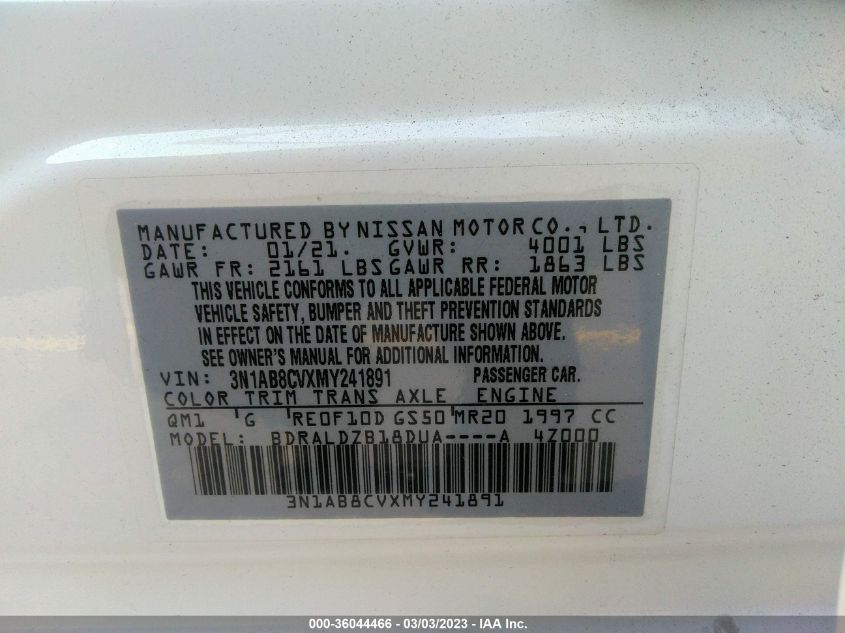 MANUFACTURED BY NISSAN MOTOR CO., LTD.
DATE: 01/21. GVWR: 4001 LBS
GAWR FR: 2161 LBS GAWR RR: 1863 LBS
THIS VEHICLE CONFORMS TO ALL APPLICABLE FEDERAL MOTOR
VEHICLE SAFETY, BUMPER AND THEFT PREVENTION STANDARDS
IN EFFECT ON THE DATE OF MANUFACTURE SHOWN ABOVE.
SEE OWNER'S MANUAL FOR ADDITIONAL INFORMATION.
VIN: 3N1AB8CVXMY241891 PASSENGER CAR.
COLOR TRIM TRANS AXLE ENGINE
QM1 G RE0F10D GS50 MR20 1997 CC
MODEL: BDRALDZB18DUA----A 4Z000
3N1AB8CVXMY241891
000-36044466 - 03/03/2023 - IAA Inc.